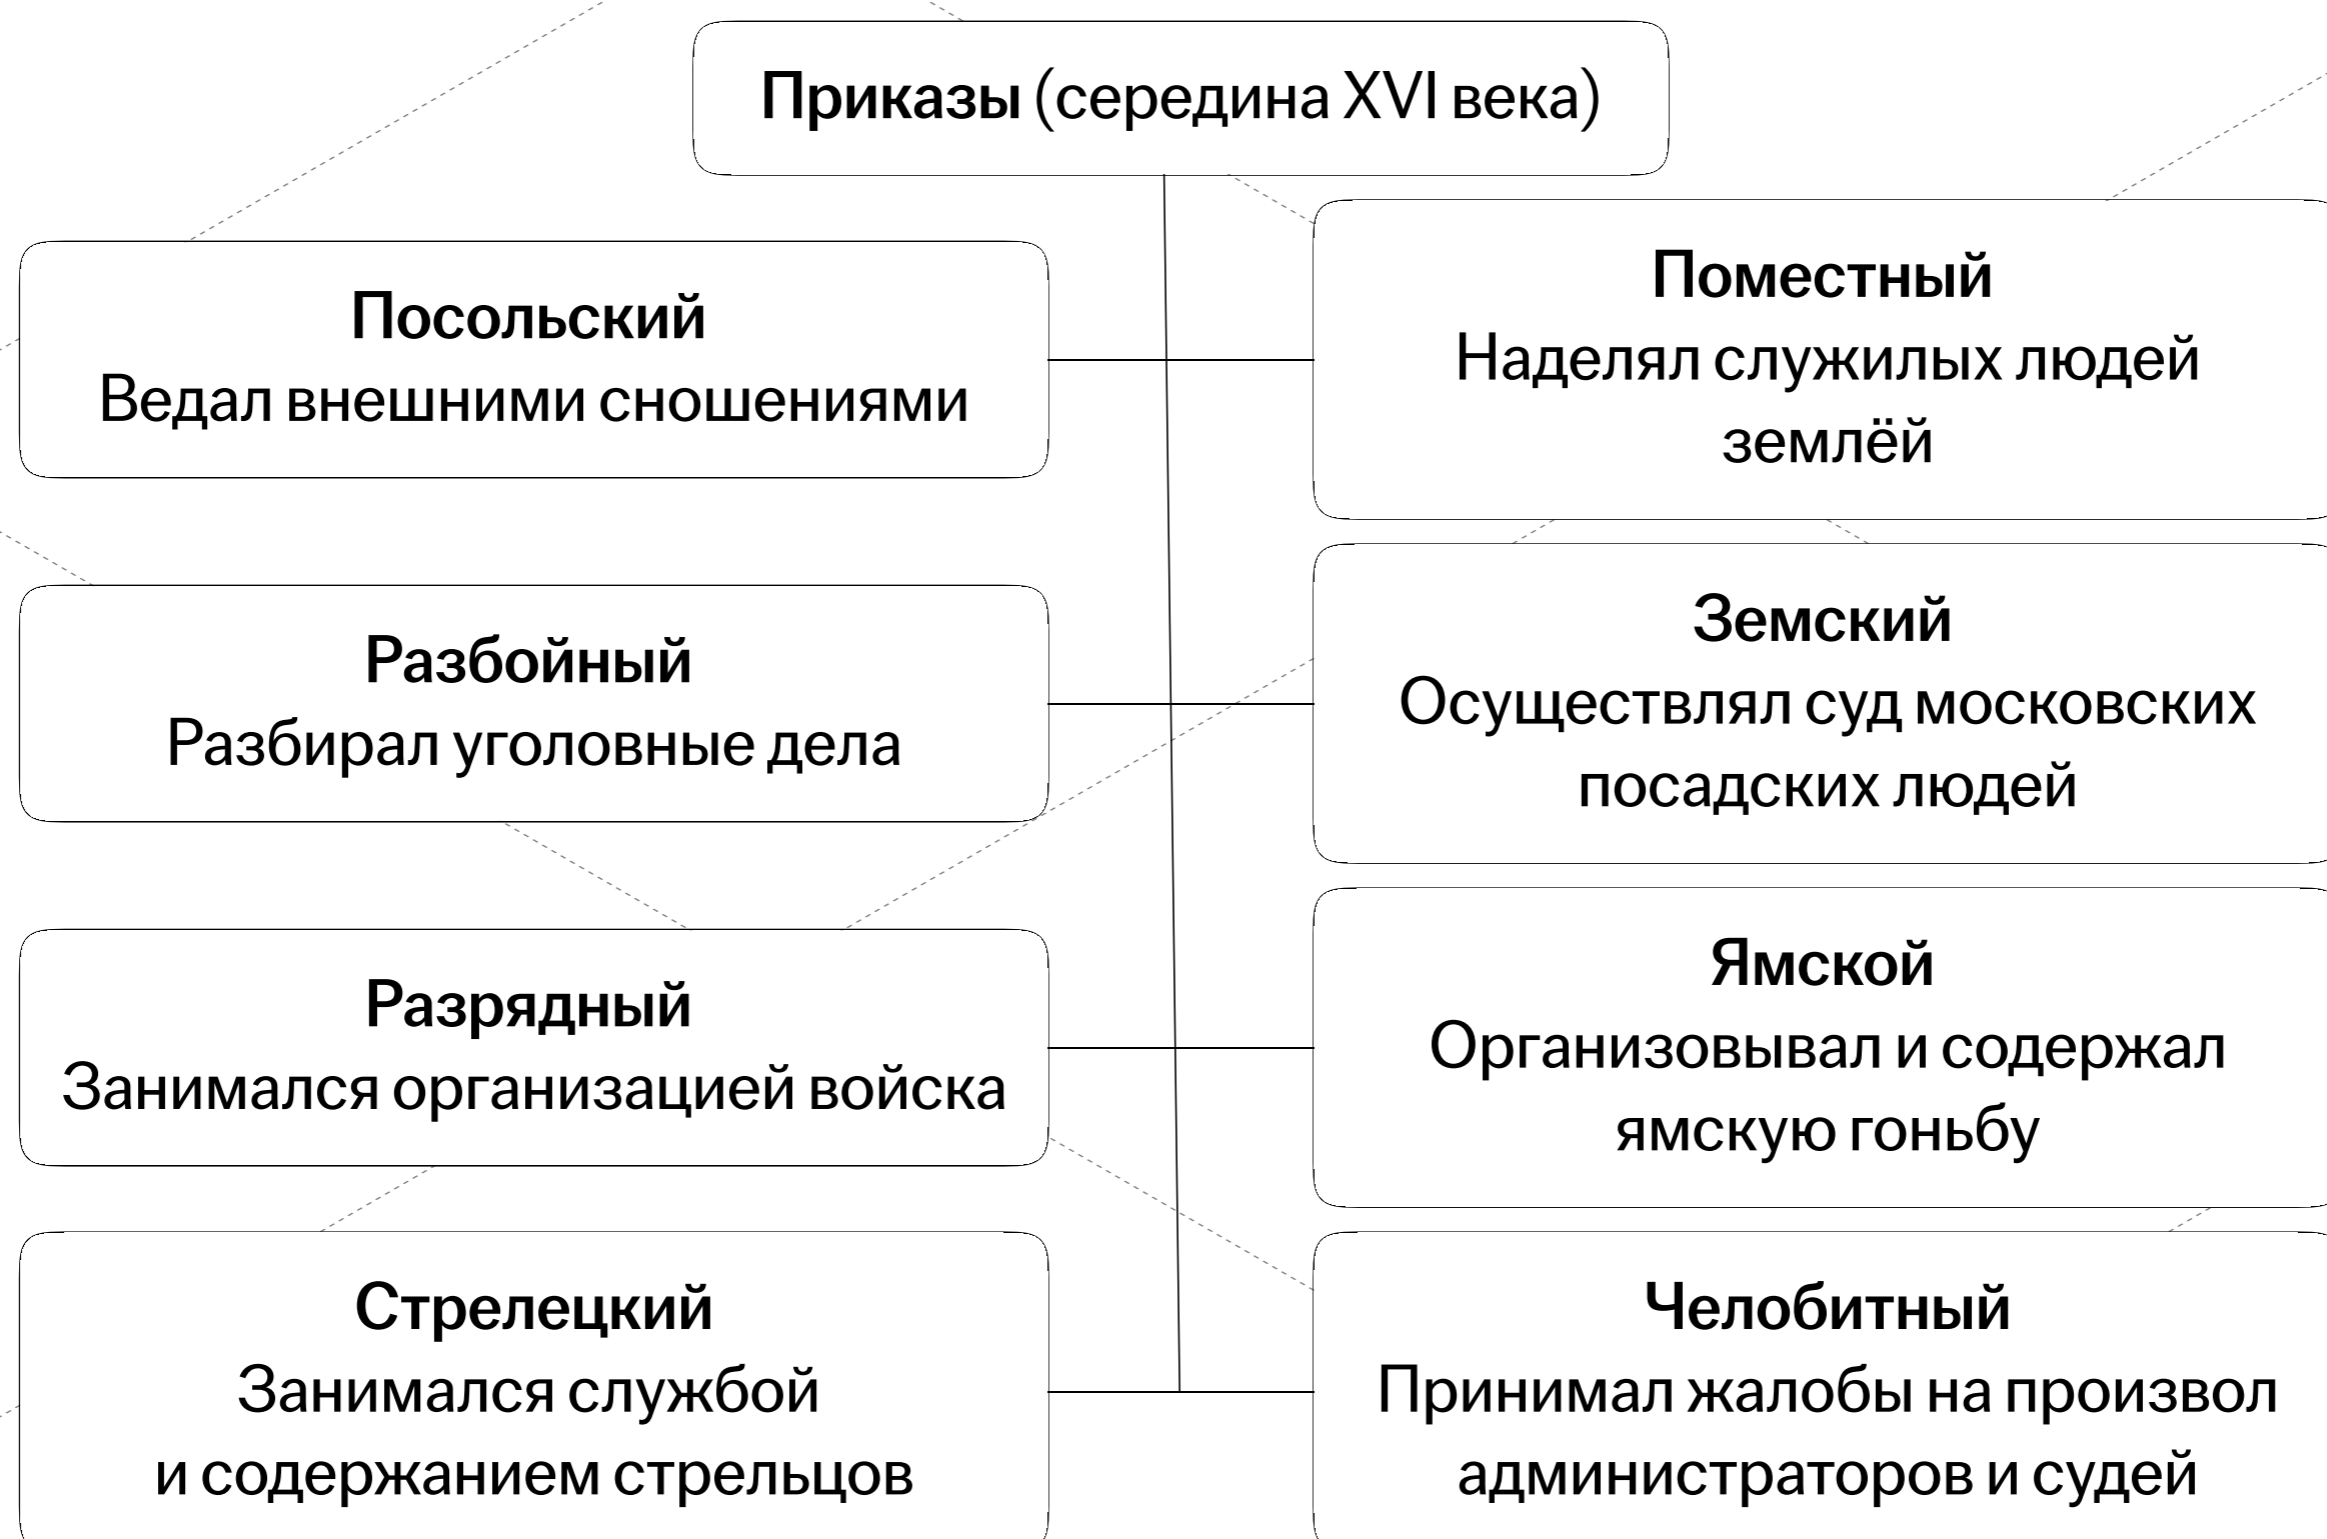 Приказы (середина XVI века)
Посольский
Ведал внешними сношениями
Поместный
Наделял служилых людей
землёй
Разбойный
Разбирал уголовные дела
Земский
Осуществлял суд московских
посадских людей
Разрядный
Занимался организацией войска
Ямской
Организовывал и содержал
ямскую гоньбу
Стрелецкий
Занимался службой
и содержанием стрельцов
Челобитный
Принимал жалобы на произвол
администраторов и судей